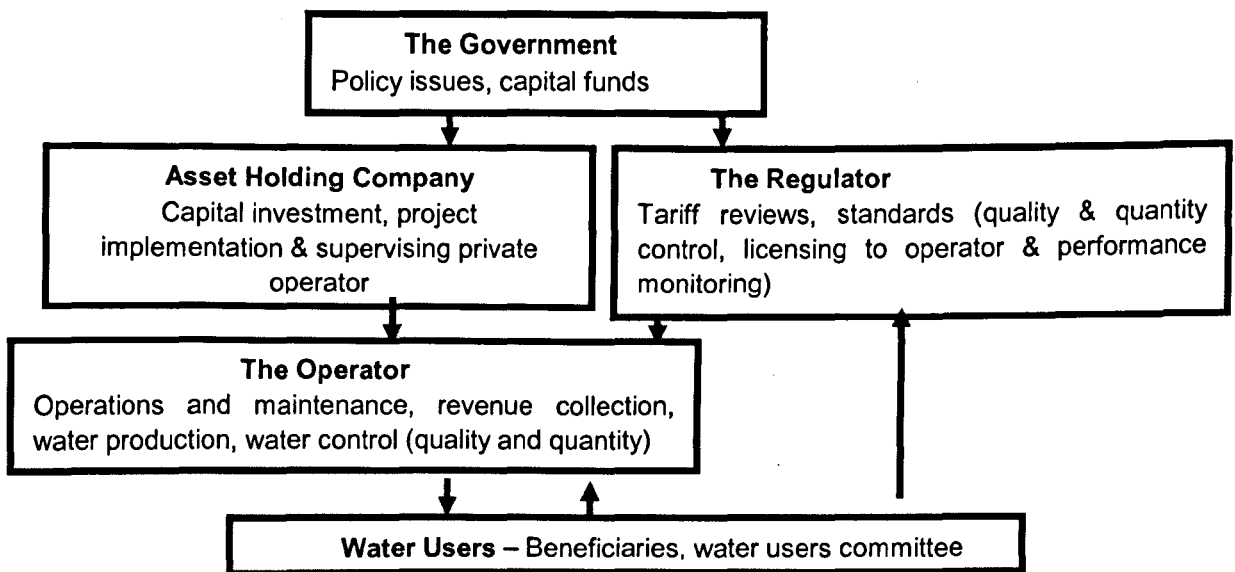 The Government
Policy issues, capital funds
Asset Holding Company
Capital investment, project
implementation & supervising private
operator
The Regulator
Tariff reviews, standards (quality & quantity
control, licensing to operator & performance
monitoring)
The Operator
Operations and maintenance, revenue collection,
water production, water control (quality and quantity)
Water Users – Beneficiaries, water users committee